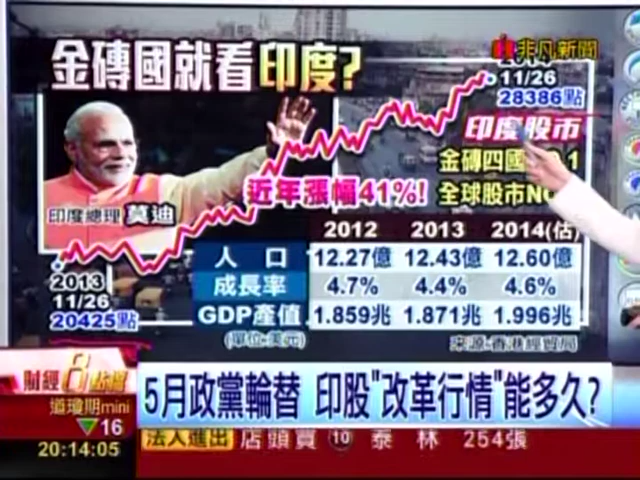 金磚國就看印度?
非凡新聞
11/26
28386點
印度股市
金磚四國 1
全球股市NO
近年漲幅41%!
印度總理 莫迪
2013
11/26
20425點
2012 2013 2014(估)
人口 12.27億 12.43億 12.60億
成長率 4.7% 4.4% 4.6%
GDP產值 1.859兆 1.871兆 1.996兆
(單位:美元)
來源:香港經貿局
財經8點檔
5月政黨輪替 印股"改革行情"能多久?
道瓊期mini
▼16
20:14:05
法人進出 店頭買 10 泰 林 254張